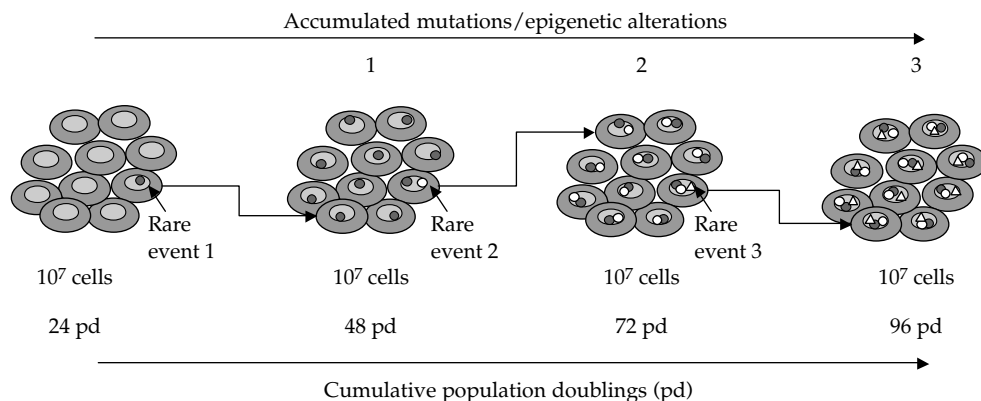 Accumulated mutations/epigenetic alterations
1 2 3
Rare event 1
Rare event 2
Rare event 3
10⁷ cells 10⁷ cells 10⁷ cells 10⁷ cells
24 pd 48 pd 72 pd 96 pd
Cumulative population doublings (pd)